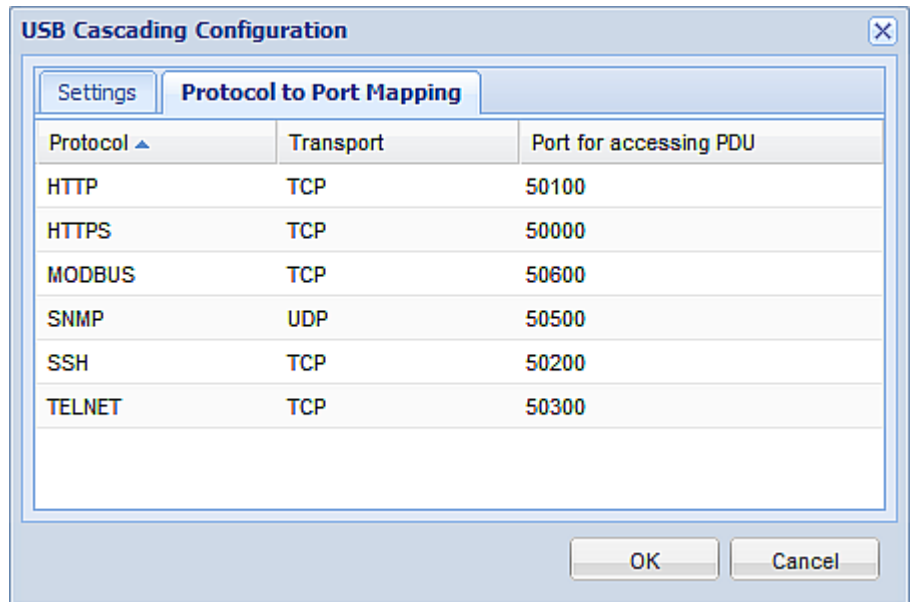 USB Cascading Configuration
Settings Protocol to Port Mapping
Protocol Transport Port for accessing PDU
HTTP TCP 50100
HTTPS TCP 50000
MODBUS TCP 50600
SNMP UDP 50500
SSH TCP 50200
TELNET TCP 50300
OK Cancel